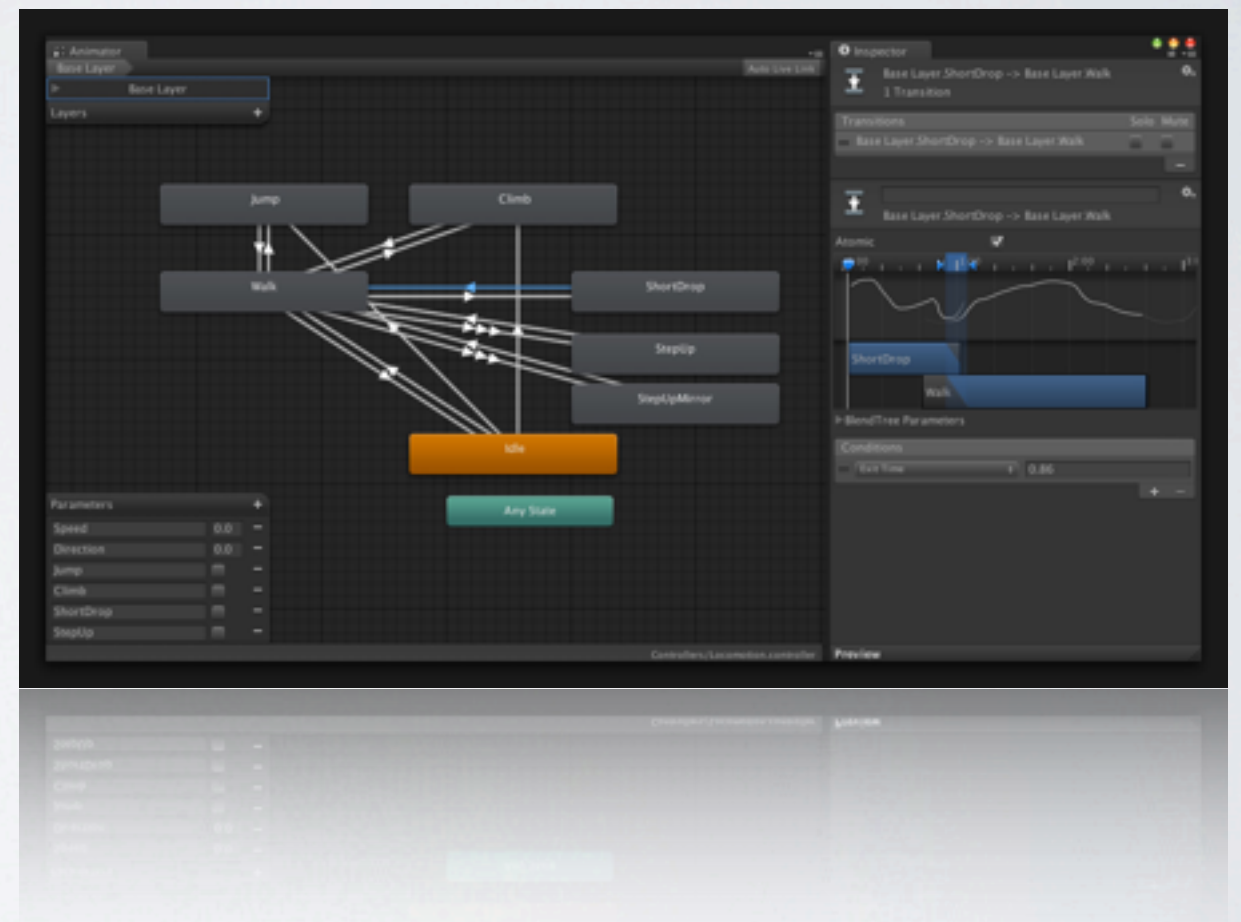 Animator
Base Layer
Auto Live Link
Base Layer
Layers +
Jump
Climb
Walk
ShortDrop
StepUp
StepUpMirror
Idle
Any State
Parameters +
Speed 0.0 -
Direction 0.0 -
Jump -
Climb -
ShortDrop -
StepUp -
Controllers/Locomotion.controller
Inspector
Base Layer.ShortDrop -> Base Layer.Walk
1 Transition
Transitions Solo Mute
Base Layer.ShortDrop -> Base Layer.Walk
-
Base Layer.ShortDrop -> Base Layer.Walk
Atomic
ShortDrop
Walk
BlendTree Parameters
Conditions
Exit Time 0.86
+ -
Preview